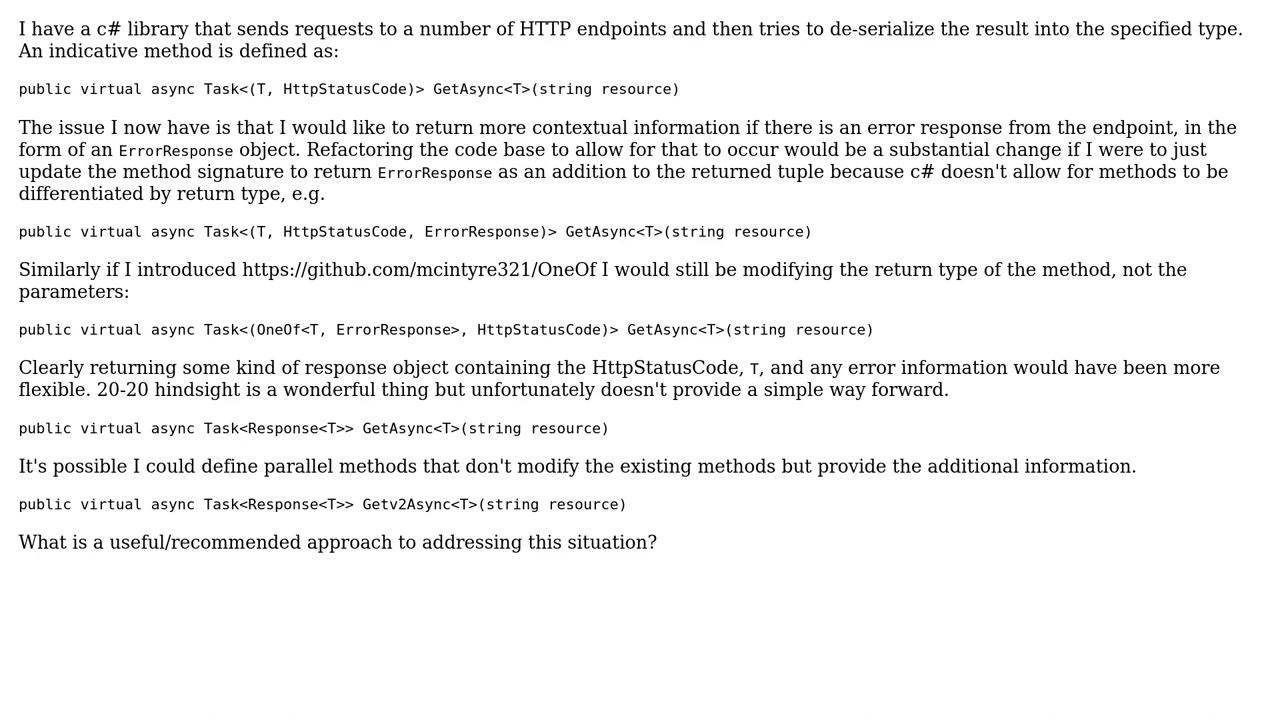 I have a c# library that sends requests to a number of HTTP endpoints and then tries to de-serialize the result into the specified type.
An indicative method is defined as:
public virtual async Task<(T, HttpStatusCode)> GetAsync<T>(string resource)
The issue I now have is that I would like to return more contextual information if there is an error response from the endpoint, in the
form of an ErrorResponse object. Refactoring the code base to allow for that to occur would be a substantial change if I were to just
update the method signature to return ErrorResponse as an addition to the returned tuple because c# doesn't allow for methods to be
differentiated by return type, e.g.
public virtual async Task<(T, HttpStatusCode, ErrorResponse)> GetAsync<T>(string resource)
Similarly if I introduced https://github.com/mcintyre321/OneOf I would still be modifying the return type of the method, not the
parameters:
public virtual async Task<(OneOf<T, ErrorResponse>, HttpStatusCode)> GetAsync<T>(string resource)
Clearly returning some kind of response object containing the HttpStatusCode, T, and any error information would have been more
flexible. 20-20 hindsight is a wonderful thing but unfortunately doesn't provide a simple way forward.
public virtual async Task<Response<T>> GetAsync<T>(string resource)
It's possible I could define parallel methods that don't modify the existing methods but provide the additional information.
public virtual async Task<Response<T>> Getv2Async<T>(string resource)
What is a useful/recommended approach to addressing this situation?